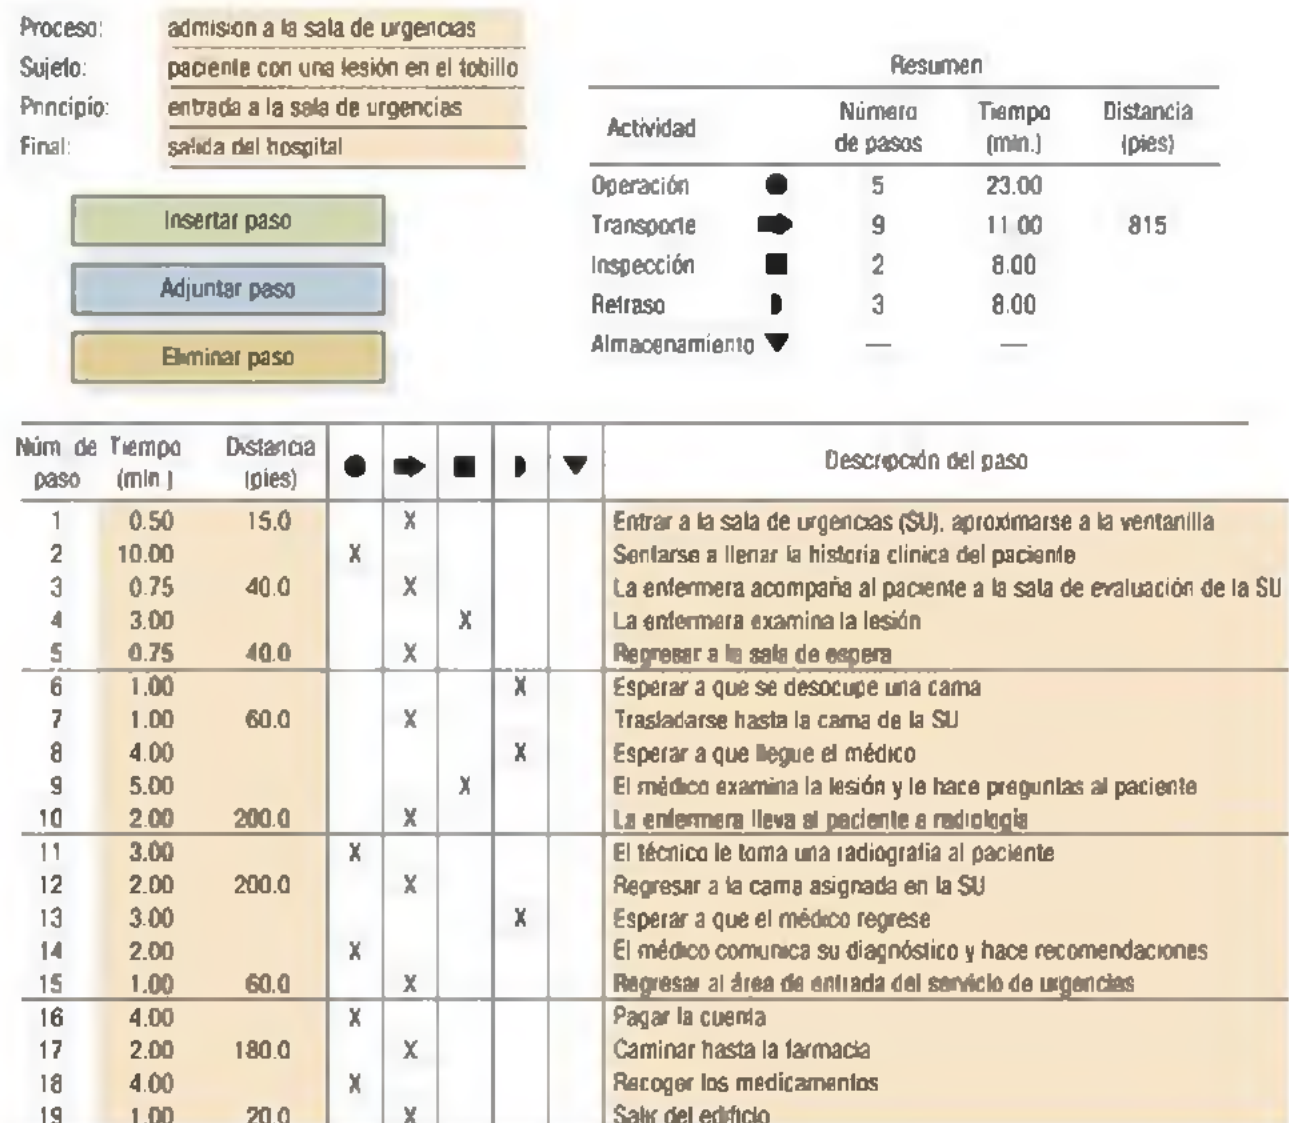 Proceso: admisión a la sala de urgencias
Sujeto: paciente con una lesión en el tobillo
Principio: entrada a la sala de urgencias
Final: salida del hospital
Insertar paso
Adjuntar paso
Eliminar paso
Resumen
Actividad Número de pasos Tiempo (min.) Distancia (pies)
Operación 5 23.00
Transporte 9 11.00 815
Inspección 2 8.00
Retraso 3 8.00
Almacenamiento — —
Núm. de paso Tiempo (min.) Distancia (pies) Descripción del paso
1 0.50 15.0 X Entrar a la sala de urgencias (SU), aproximarse a la ventanilla
2 10.00 X Sentarse a llenar la historia clínica del paciente
3 0.75 40.0 X La enfermera acompaña al paciente a la sala de evaluación de la SU
4 3.00 X La enfermera examina la lesión
5 0.75 40.0 X Regresar a la sala de espera
6 1.00 X Esperar a que se desocupe una cama
7 1.00 60.0 X Trasladarse hasta la cama de la SU
8 4.00 X Esperar a que llegue el médico
9 5.00 X El médico examina la lesión y le hace preguntas al paciente
10 2.00 200.0 X La enfermera lleva al paciente a radiología
11 3.00 X El técnico le toma una radiografía al paciente
12 2.00 200.0 X Regresar a la cama asignada en la SU
13 3.00 X Esperar a que el médico regrese
14 2.00 X El médico comunica su diagnóstico y hace recomendaciones
15 1.00 60.0 X Regresar al área de entrada del servicio de urgencias
16 4.00 X Pagar la cuenta
17 2.00 180.0 X Caminar hasta la farmacia
18 4.00 X Recoger los medicamentos
19 1.00 20.0 X Salir del edificio